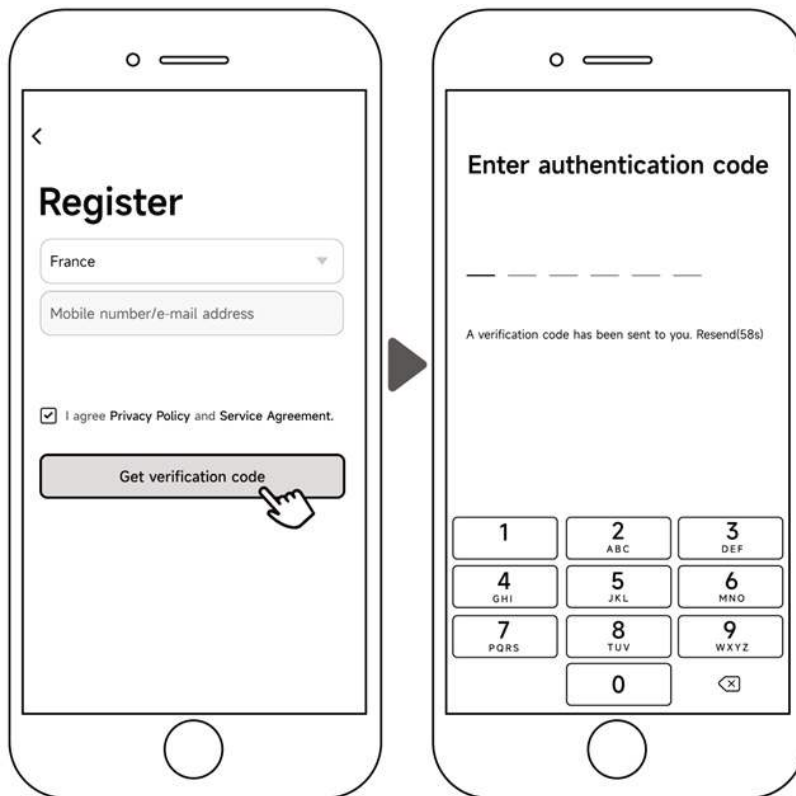 Register
France
Mobile number/e-mail address
I agree Privacy Policy and Service Agreement.
Get verification code
Enter authentication code
A verification code has been sent to you. Resend(58s)
1
2
ABC
3
DEF
4
GHI
5
JKL
6
MNO
7
PQRS
8
TUV
9
WXYZ
0